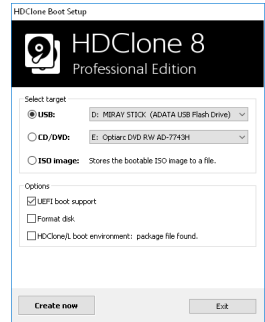 HDClone Boot Setup
HDClone 8
Professional Edition
Select target
USB: D: MIRAY STICK (ADATA USB Flash Drive)
CD/DVD: E: Optiarc DVD RW AD-7743H
ISO image: Stores the bootable ISO image to a file.
Options
UEFI boot support
Format disk
HDClone/L boot environment: package file found.
Create now Exit